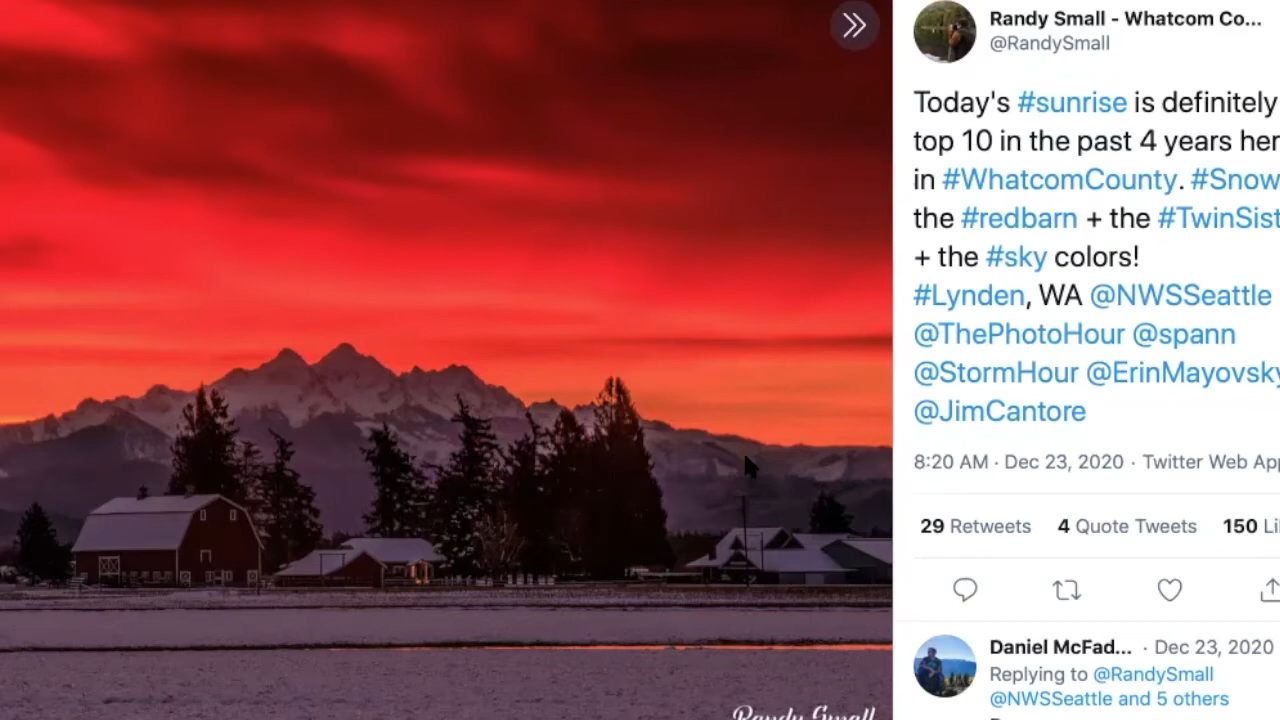 Randy Small - Whatcom Co...
@RandySmall
Today's #sunrise is definitely
top 10 in the past 4 years her
in #WhatcomCounty. #Snow
the #redbarn + the #TwinSist
+ the #sky colors!
#Lynden, WA @NWSSeattle
@ThePhotoHour @spann
@StormHour @ErinMayovsky
@JimCantore
8:20 AM · Dec 23, 2020 · Twitter Web App
29 Retweets 4 Quote Tweets 150 Li
Daniel McFad... · Dec 23, 2020
Replying to @RandySmall
@NWSSeattle and 5 others
Randy Small